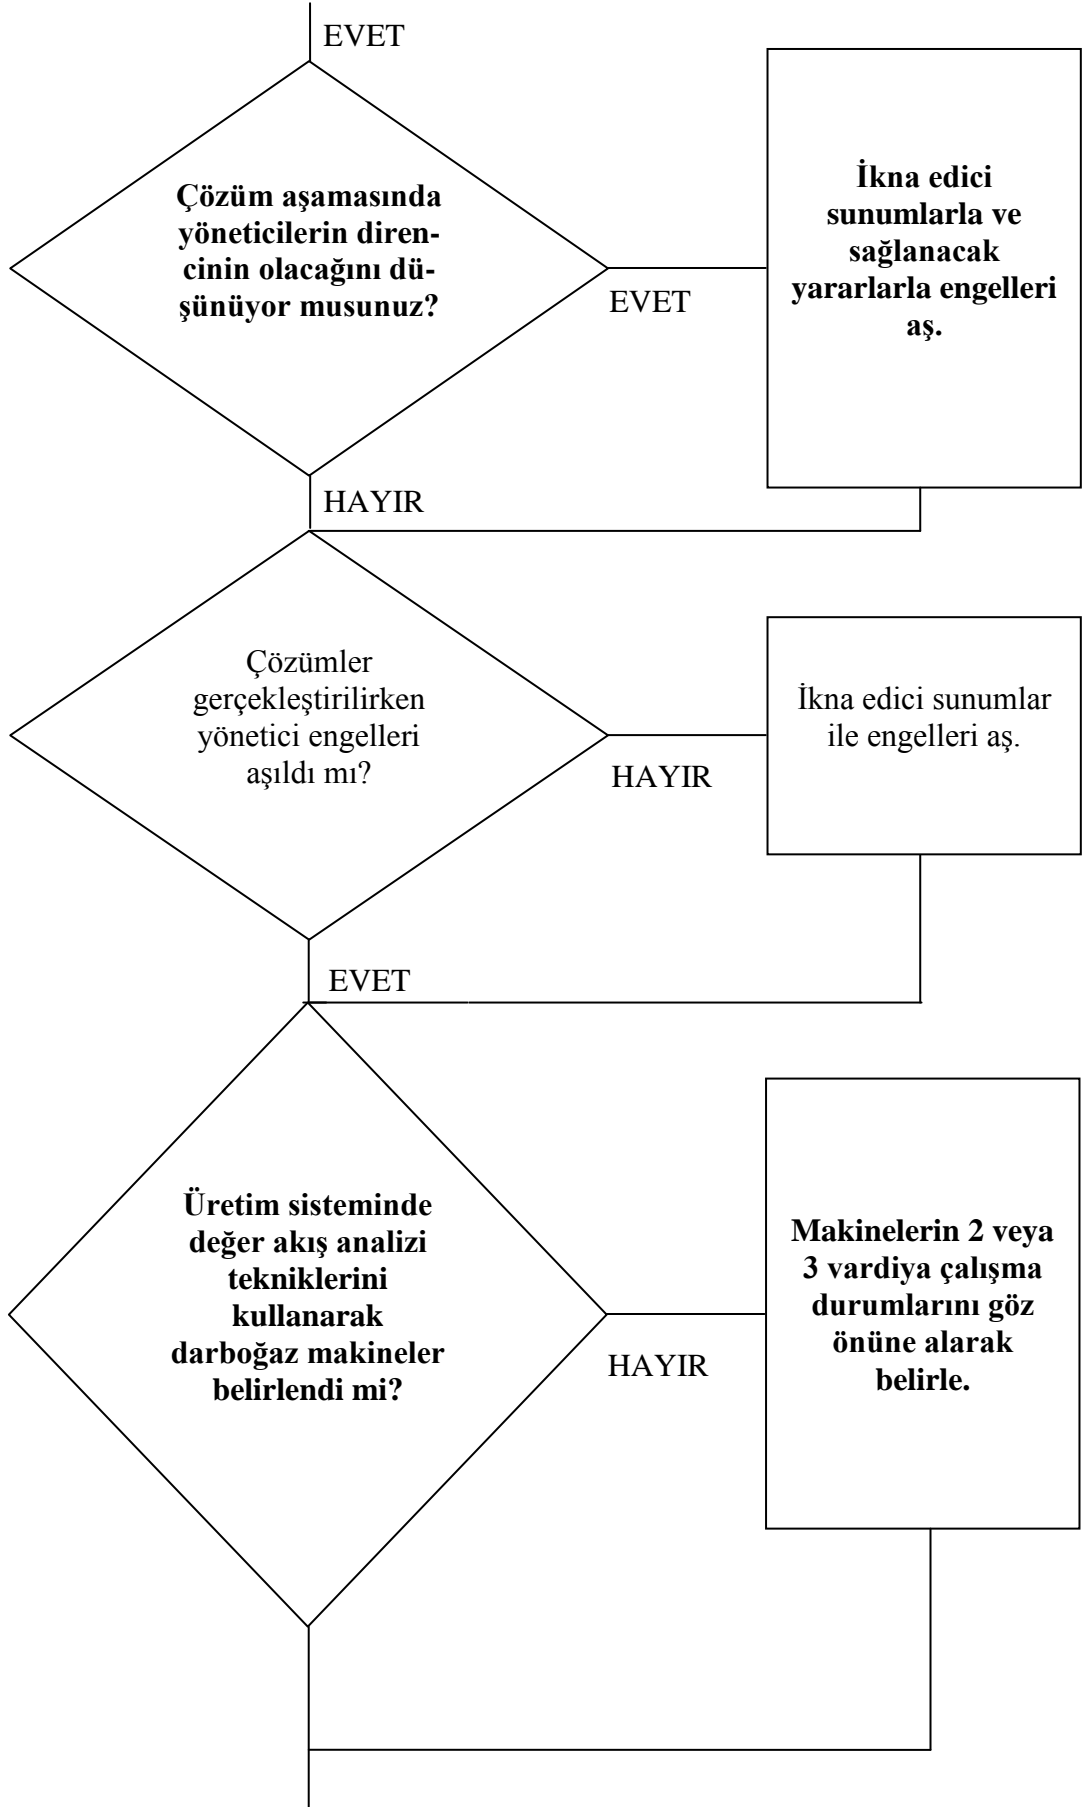 EVET
Çözüm aşamasında
yöneticilerin diren-
cinin olacağını dü-
şünüyor musunuz?
EVET
İkna edici
sunumlarla ve
sağlanacak
yararlarla engelleri
aş.
HAYIR
Çözümler
gerçekleştirilirken
yönetici engelleri
aşıldı mı?
HAYIR
İkna edici sunumlar
ile engelleri aş.
EVET
Üretim sisteminde
değer akış analizi
tekniklerini
kullanarak
darboğaz makineler
belirlendi mi?
HAYIR
Makinelerin 2 veya
3 vardiya çalışma
durumlarını göz
önüne alarak
belirle.